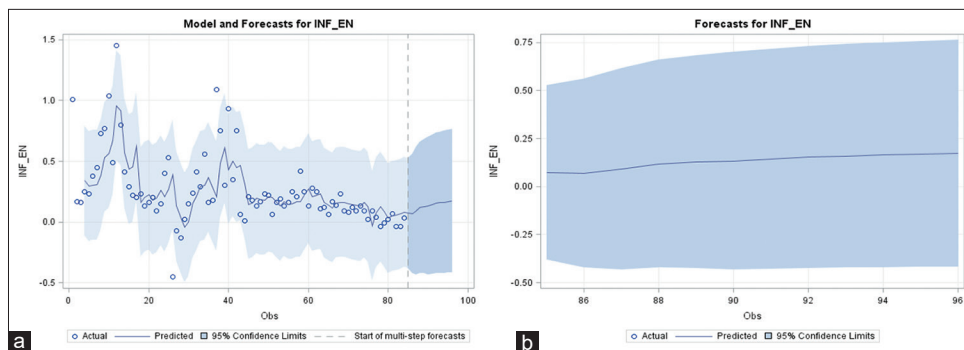 Model and Forecasts for INF_EN
1.5
1.0
0.5
0.0
-0.5
INF_EN
0 20 40 60 80 100
Obs
Actual Predicted 95% Confidence Limits Start of multi-step forecasts
a
Forecasts for INF_EN
0.75
0.50
0.25
0.00
-0.25
-0.50
INF_EN
86 88 90 92 94 96
Obs
Actual Predicted 95% Confidence Limits
b